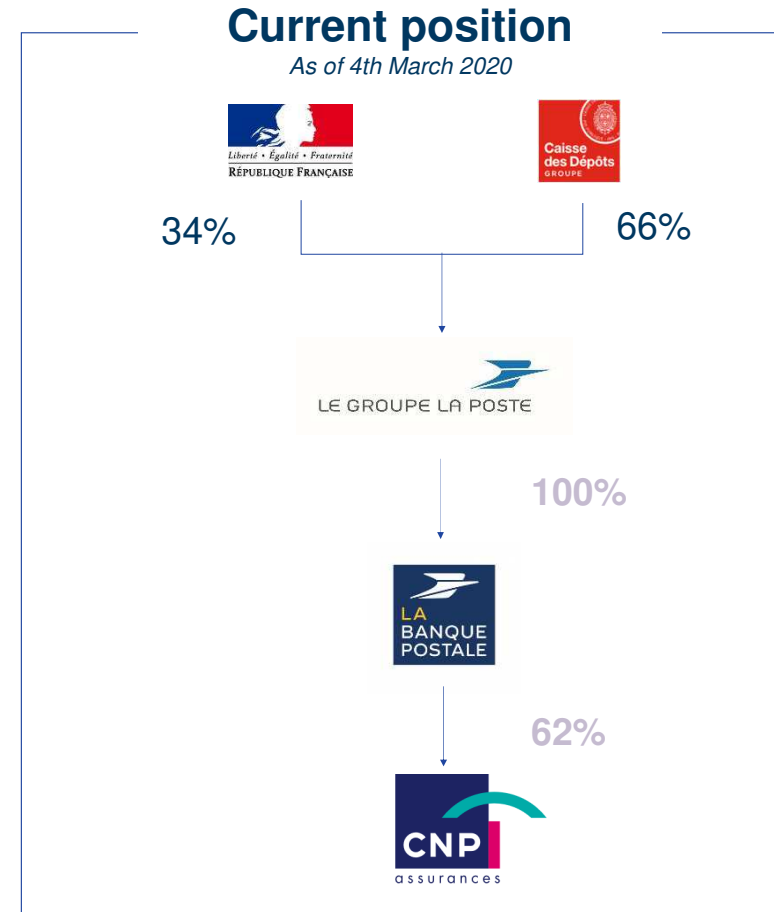 Current position
As of 4th March 2020
Liberté • Égalité • Fraternité
RÉPUBLIQUE FRANÇAISE
Caisse
des Dépôts
GROUPE
34%
66%
LE GROUPE LA POSTE
100%
LA
BANQUE
POSTALE
62%
CNP
assurances